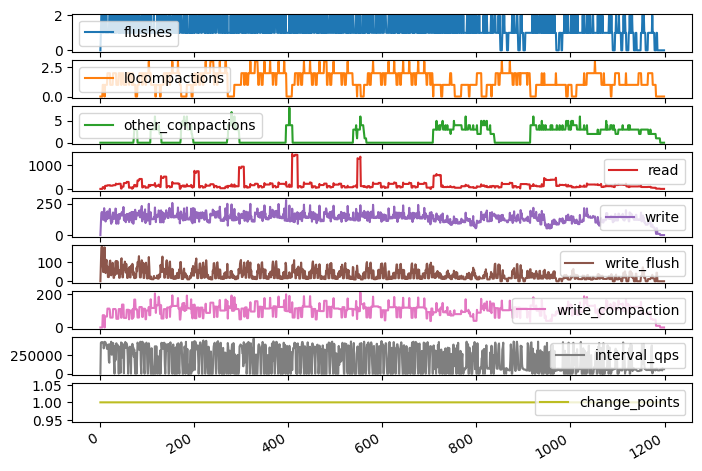 2
0
flushes
2.5
0.0
l0compactions
5
0
other_compactions
1000
0
read
250
0
write
100
0
write_flush
200
0
write_compaction
250000
0
interval_qps
1.05
1.00
0.95
change_points
0
200
400
600
800
1000
1200